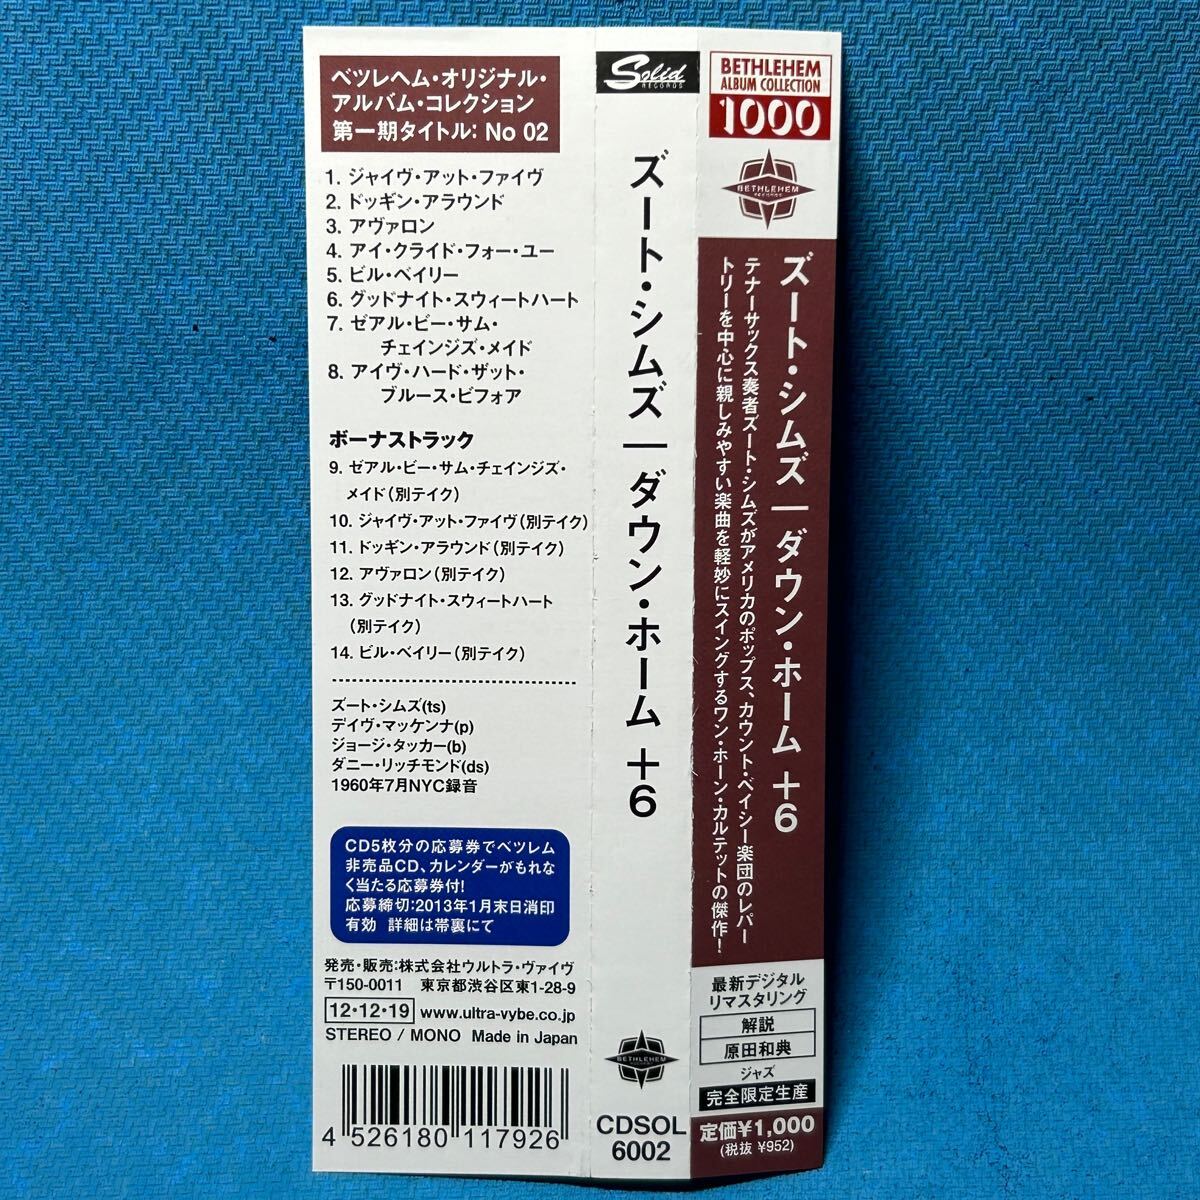 ベツレヘム・オリジナル・
アルバム・コレクション
第一期タイトル: No 02
1. ジャイヴ・アット・ファイヴ
2. ドッギン・アラウンド
3. アヴァロン
4. アイ・クライド・フォー・ユー
5. ビル・ベイリー
6. グッドナイト・スウィートハート
7. ゼアル・ビー・サム・
チェインジズ・メイド
8. アイヴ・ハード・ザット・
ブルース・ビフォア
ボーナストラック
9. ゼアル・ビー・サム・チェインジズ・
メイド(別テイク)
10. ジャイヴ・アット・ファイヴ(別テイク)
11. ドッギン・アラウンド(別テイク)
12. アヴァロン(別テイク)
13. グッドナイト・スウィートハート
(別テイク)
14. ビル・ベイリー(別テイク)
ズート・シムズ(ts)
デイヴ・マッケンナ(p)
ジョージ・タッカー(b)
ダニー・リッチモンド(ds)
1960年7月NYC録音
CD5枚分の応募券でベツレム
非売品CD、カレンダーがもれな
く当たる応募券付!
応募締切:2013年1月末日消印
有効 詳細は帯裏にて
発売・販売:株式会社ウルトラ・ヴァイヴ
〒150-0011 東京都渋谷区東1-28-9
12・12・19 www.ultra-vybe.co.jp
STEREO / MONO Made in Japan
4 526180 117926
Solid
RECORDS
ズート・シムズ | ダウン・ホーム +6
BETHLEHEM
RECORDS
CDSOL
6002
BETHLEHEM
ALBUM COLLECTION
1000
BETHLEHEM
RECORDS
ズート・シムズ | ダウン・ホーム +6
テナーサックス奏者ズート・シムズがアメリカのポップス、カウント・ベイシー楽団のレパー
トリーを中心に親しみやすい楽曲を軽妙にスイングするワン・ホーン・カルテットの傑作!
最新デジタル
リマスタリング
解説
原田和典
ジャズ
完全限定生産
定価¥1,000
(税抜 ¥952)